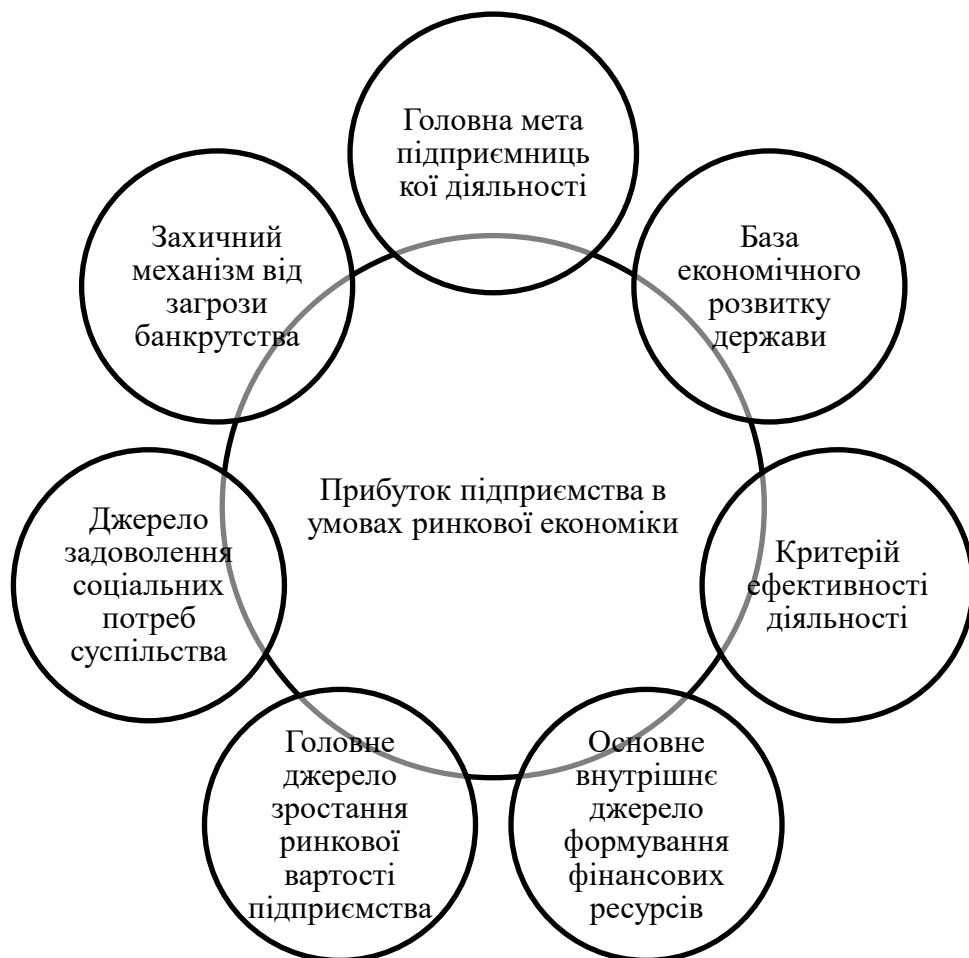 Головна мета
підприємниць
кої діяльності
База
економічного
розвитку
держави
Критерій
ефективності
діяльності
Основне
внутрішнє
джерело
формування
фінансових
ресурсів
Головне
джерело
зростання
ринкової
вартості
підприємства
Джерело
задоволення
соціальних
потреб
суспільства
Захичний
механізм від
загрози
банкрутства
Прибуток підприємства в
умовах ринкової економіки